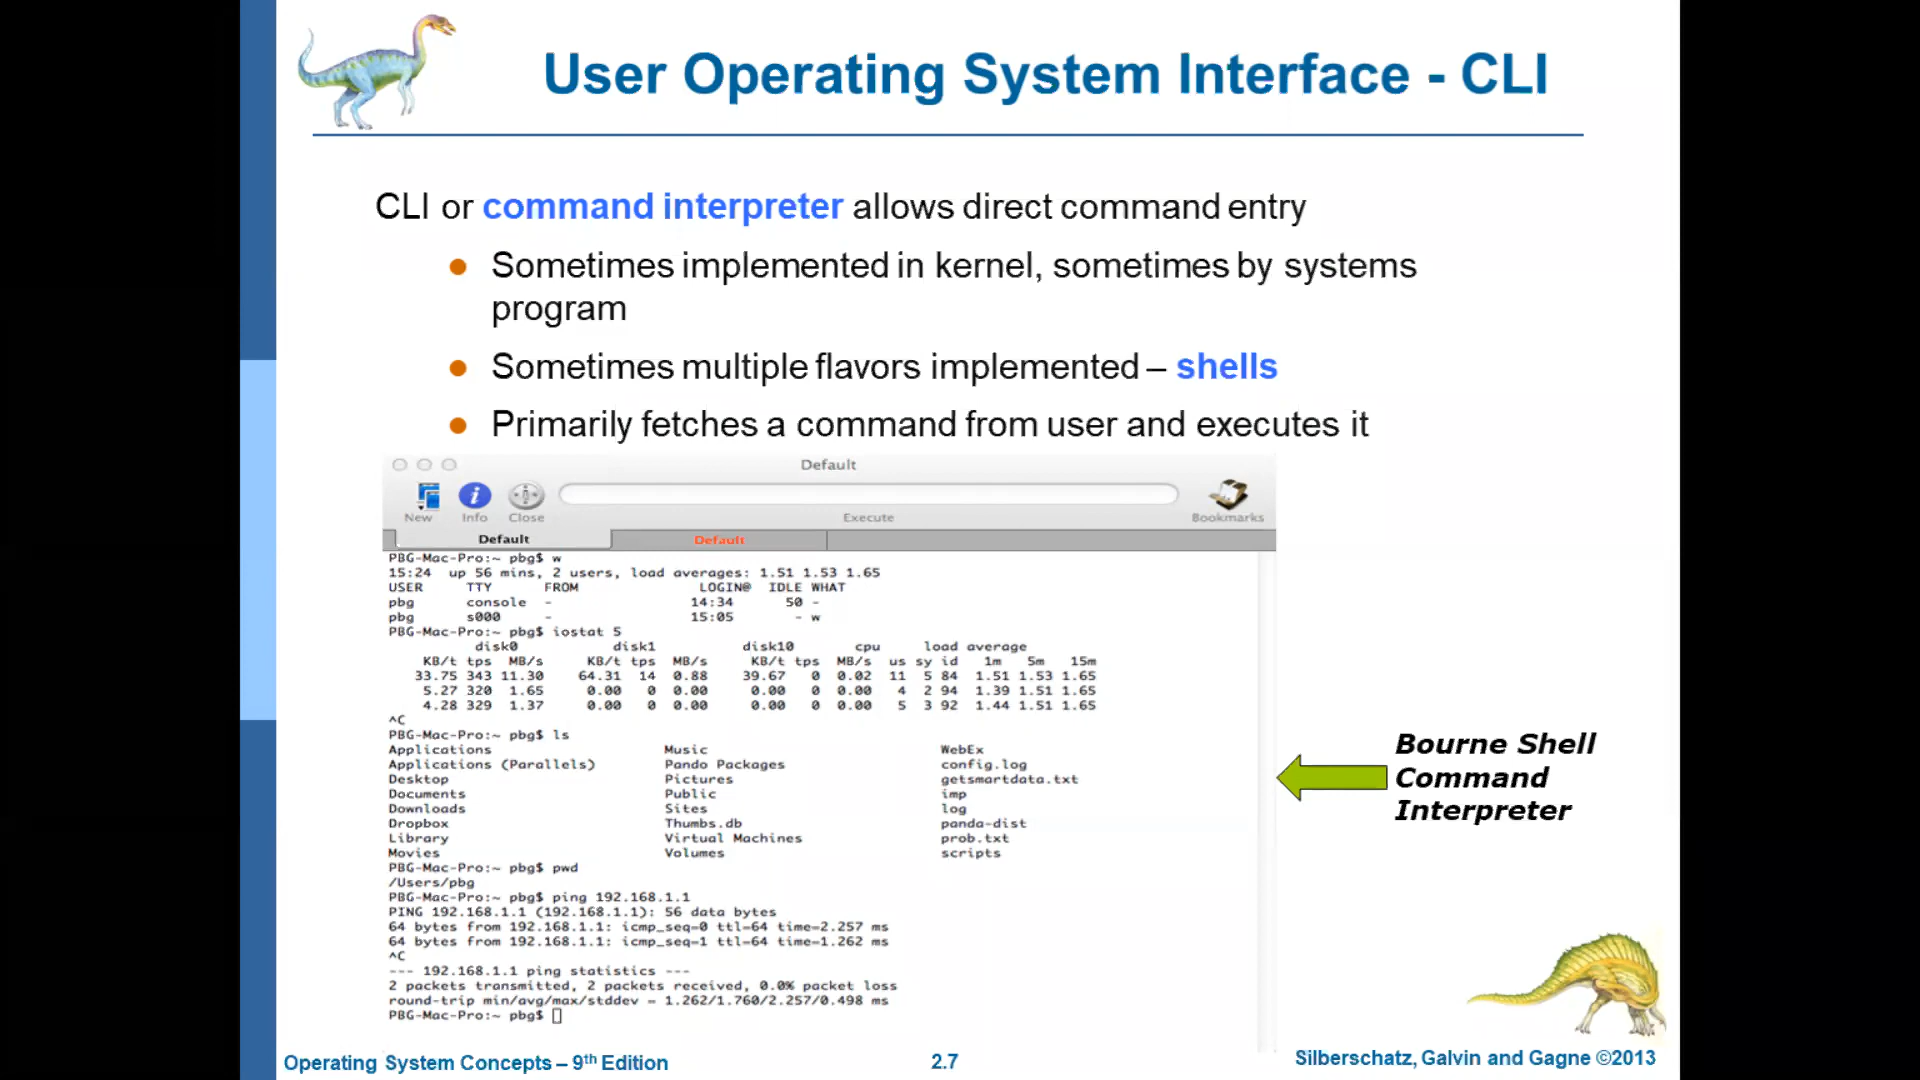 User Operating System Interface - CLI
CLI or command interpreter allows direct command entry
Sometimes implemented in kernel, sometimes by systems
program
Sometimes multiple flavors implemented – shells
Primarily fetches a command from user and executes it
Default
New Info Close Execute Bookmarks
Default Default
PBG-Mac-Pro:~ pbg$ w
15:24  up 56 mins, 2 users, load averages: 1.51 1.53 1.65
USER     TTY      FROM              LOGIN@  IDLE WHAT
pbg      console  -                14:34      50 -
pbg      s000     -                15:05       - w
PBG-Mac-Pro:~ pbg$ iostat 5
disk0 disk1 disk10 cpu load average
KB/t tps MB/s KB/t tps MB/s KB/t tps MB/s us sy id 1m 5m 15m
33.75 343 11.30 64.31 14 0.88 39.67 0 0.02 11 5 84 1.51 1.53 1.65
5.27 320 1.65 0.00 0 0.00 0.00 0 0.00 4 2 94 1.39 1.51 1.65
4.28 329 1.37 0.00 0 0.00 0.00 0 0.00 5 3 92 1.44 1.51 1.65
^C
PBG-Mac-Pro:~ pbg$ ls
Applications Music WebEx
Applications (Parallels) Pando Packages config.log
Desktop Pictures getsmartdata.txt
Documents Public imp
Downloads Sites log
Dropbox Thumbs.db panda-dist
Library Virtual Machines prob.txt
Movies Volumes scripts
PBG-Mac-Pro:~ pbg$ pwd
/Users/pbg
PBG-Mac-Pro:~ pbg$ ping 192.168.1.1
PING 192.168.1.1 (192.168.1.1): 56 data bytes
64 bytes from 192.168.1.1: icmp_seq=0 ttl=64 time=2.257 ms
64 bytes from 192.168.1.1: icmp_seq=1 ttl=64 time=1.262 ms
^C
--- 192.168.1.1 ping statistics ---
2 packets transmitted, 2 packets received, 0.0% packet loss
round-trip min/avg/max/stddev = 1.262/1.760/2.257/0.498 ms
PBG-Mac-Pro:~ pbg$
Bourne Shell
Command
Interpreter
Operating System Concepts – 9th Edition
2.7
Silberschatz, Galvin and Gagne ©2013